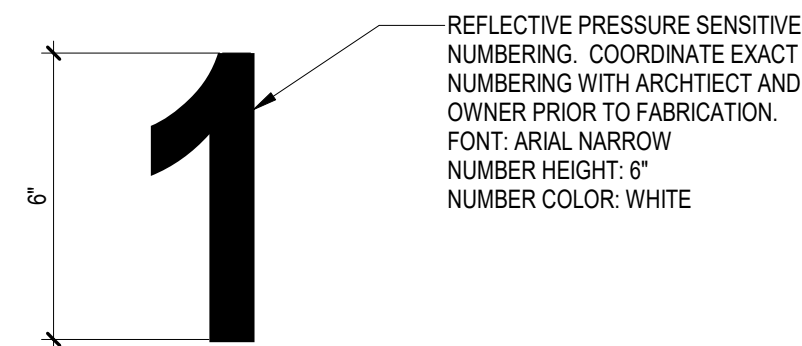 REFLECTIVE PRESSURE SENSITIVE
NUMBERING. COORDINATE EXACT
NUMBERING WITH ARCHTIECT AND
OWNER PRIOR TO FABRICATION.
FONT: ARIAL NARROW
NUMBER HEIGHT: 6"
NUMBER COLOR: WHITE
6"
1